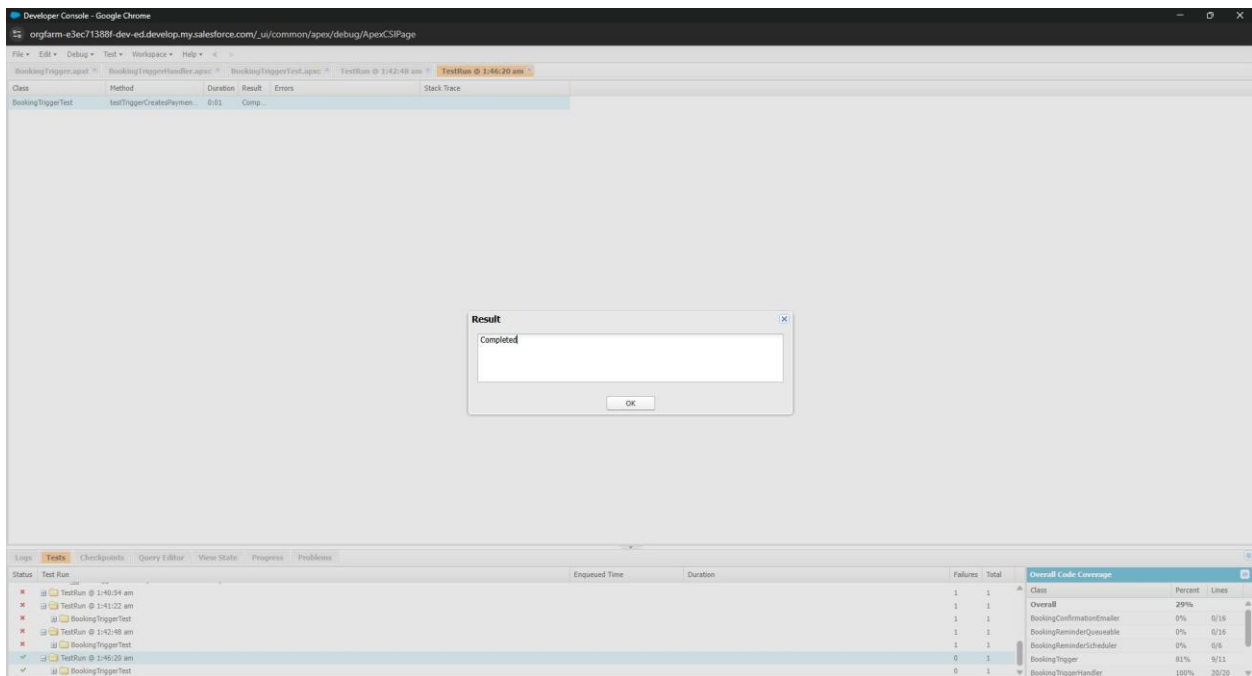 Developer Console - Google Chrome
orgfarm-e3ec71388f-dev-ed.develop.my.salesforce.com/_ui/common/apex/debug/ApexCSIPage
File Edit Debug Test Workspace Help < >
BookingTrigger.apxt BookingTriggerHandler.apxc BookingTriggerTest.apxc TestRun @ 1:42:48 am TestRun @ 1:46:20 am
Class Method Duration Result Errors Stack Trace
BookingTriggerTest testTriggerCreatesPaymen... 0:01 Comp...
Result
Completed
OK
Logs Tests Checkpoints Query Editor View State Progress Problems
Status Test Run Enqueued Time Duration Failures Total Overall Code Coverage
TestRun @ 1:40:54 am 1 1 Class Percent Lines
TestRun @ 1:41:22 am 1 1 Overall 29%
BookingTriggerTest 1 1 BookingConfirmationEmailer 0% 0/16
TestRun @ 1:42:48 am 1 1 BookingReminderQueueable 0% 0/16
BookingTriggerTest 1 1 BookingReminderScheduler 0% 0/6
TestRun @ 1:46:20 am 0 1 BookingTrigger 81% 9/11
BookingTriggerTest 0 1 BookingTriggerHandler 100% 20/20